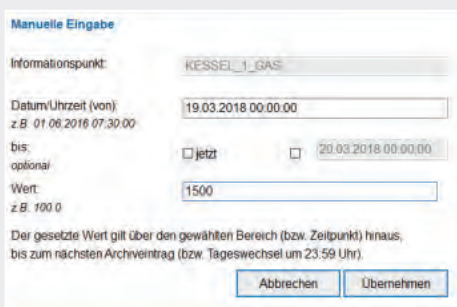 Manuelle Eingabe
Informationspunkt: KESSEL_1_GAS
Datum/Uhrzeit (von): 19.03.2018 00:00:00
z.B. 01.06.2016 07:30:00
bis: jetzt 20.03.2018 00:00:00
optional
Wert: 1500
z.B. 100.0
Der gesetzte Wert gilt über den gewählten Bereich (bzw. Zeitpunkt) hinaus,
bis zum nächsten Archiveintrag (bzw. Tageswechsel um 23:59 Uhr).
Abbrechen Übernehmen